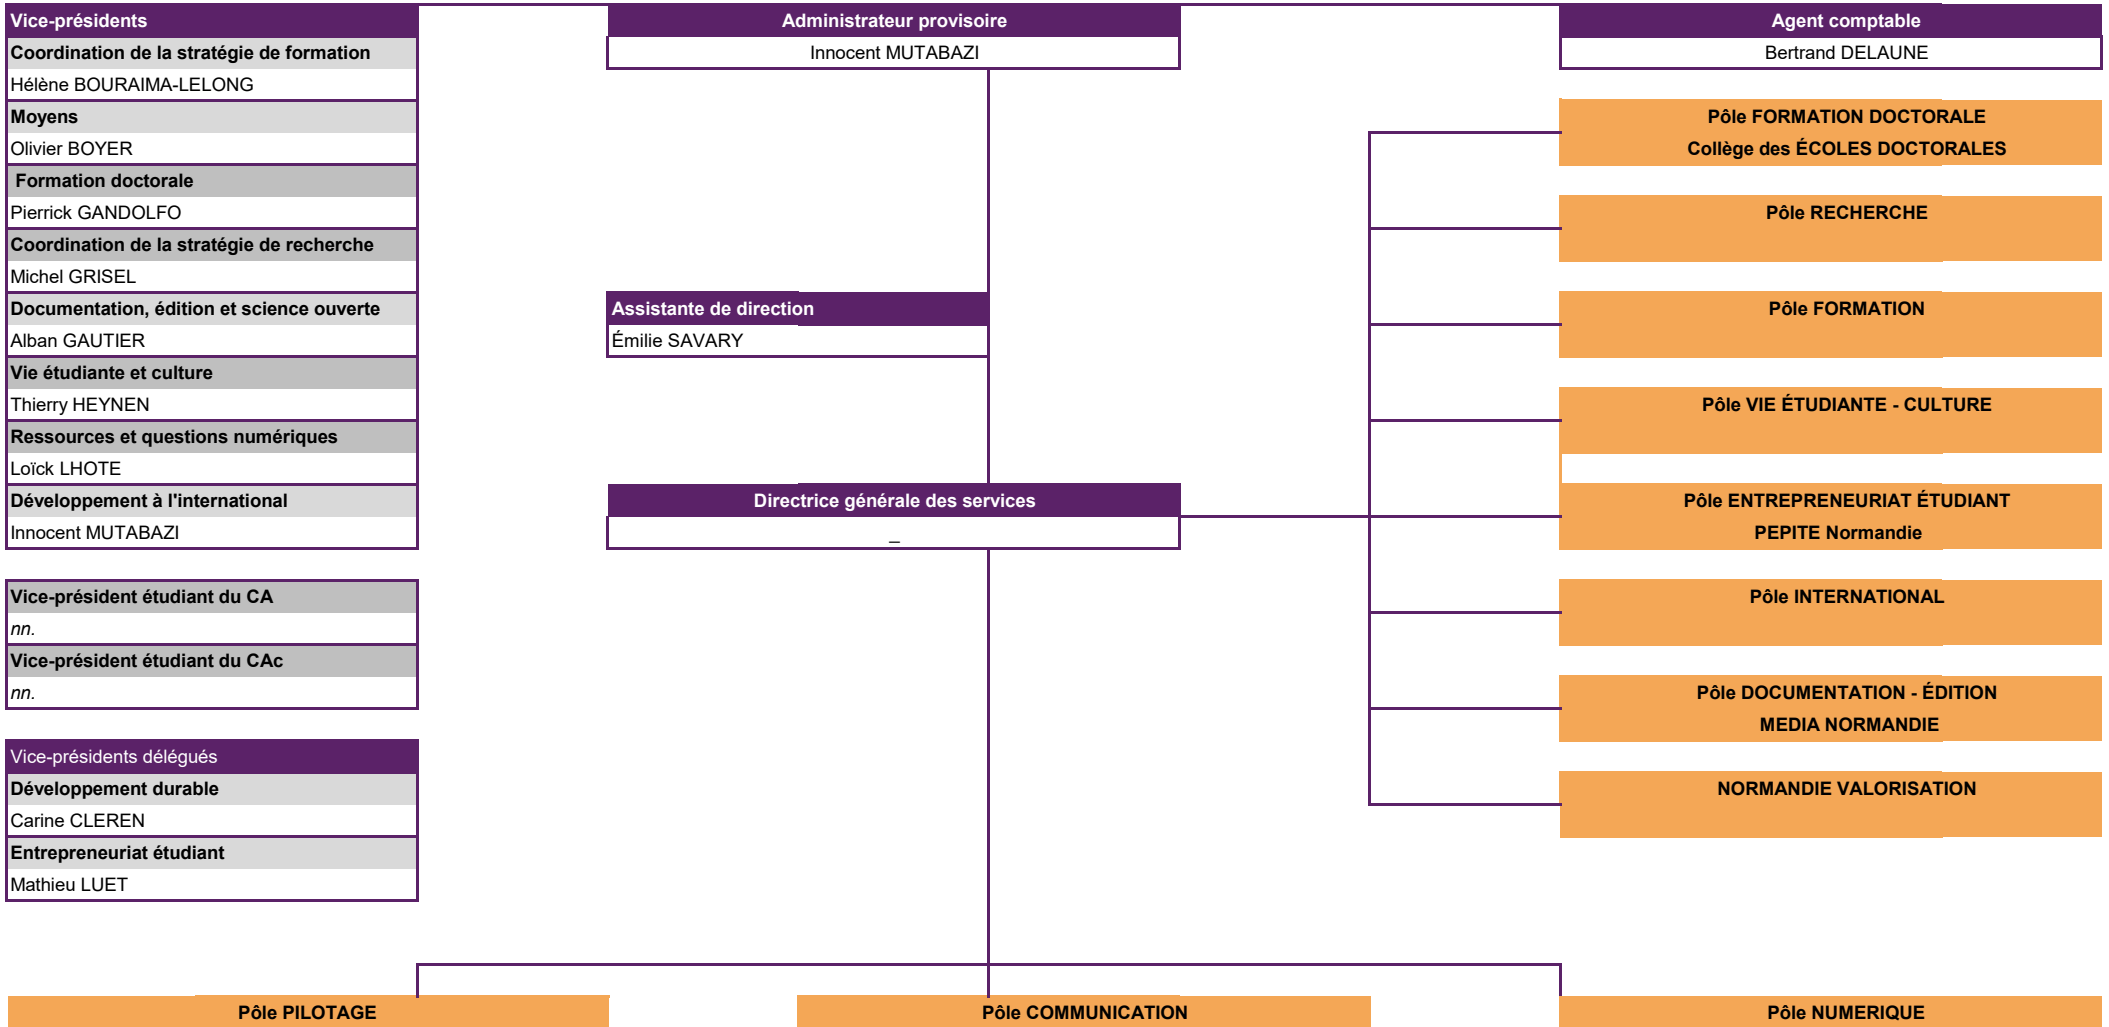 Vice-présidents
Coordination de la stratégie de formation
Hélène BOURAIMA-LELONG
Moyens
Olivier BOYER
Formation doctorale
Pierrick GANDOLFO
Coordination de la stratégie de recherche
Michel GRISEL
Documentation, édition et science ouverte
Alban GAUTIER
Vie étudiante et culture
Thierry HEYNEN
Ressources et questions numériques
Loïck LHOTE
Développement à l'international
Innocent MUTABAZI
Vice-président étudiant du CA
nn.
Vice-président étudiant du CAc
nn.
Vice-présidents délégués
Développement durable
Carine CLEREN
Entrepreneuriat étudiant
Mathieu LUET
Administrateur provisoire
Innocent MUTABAZI
Assistante de direction
Émilie SAVARY
Directrice générale des services
_
Agent comptable
Bertrand DELAUNE
Pôle FORMATION DOCTORALE
Collège des ÉCOLES DOCTORALES
Pôle RECHERCHE
Pôle FORMATION
Pôle VIE ÉTUDIANTE - CULTURE
Pôle ENTREPRENEURIAT ÉTUDIANT
PEPITE Normandie
Pôle INTERNATIONAL
Pôle DOCUMENTATION - ÉDITION
MEDIA NORMANDIE
NORMANDIE VALORISATION
Pôle PILOTAGE
Pôle COMMUNICATION
Pôle NUMERIQUE